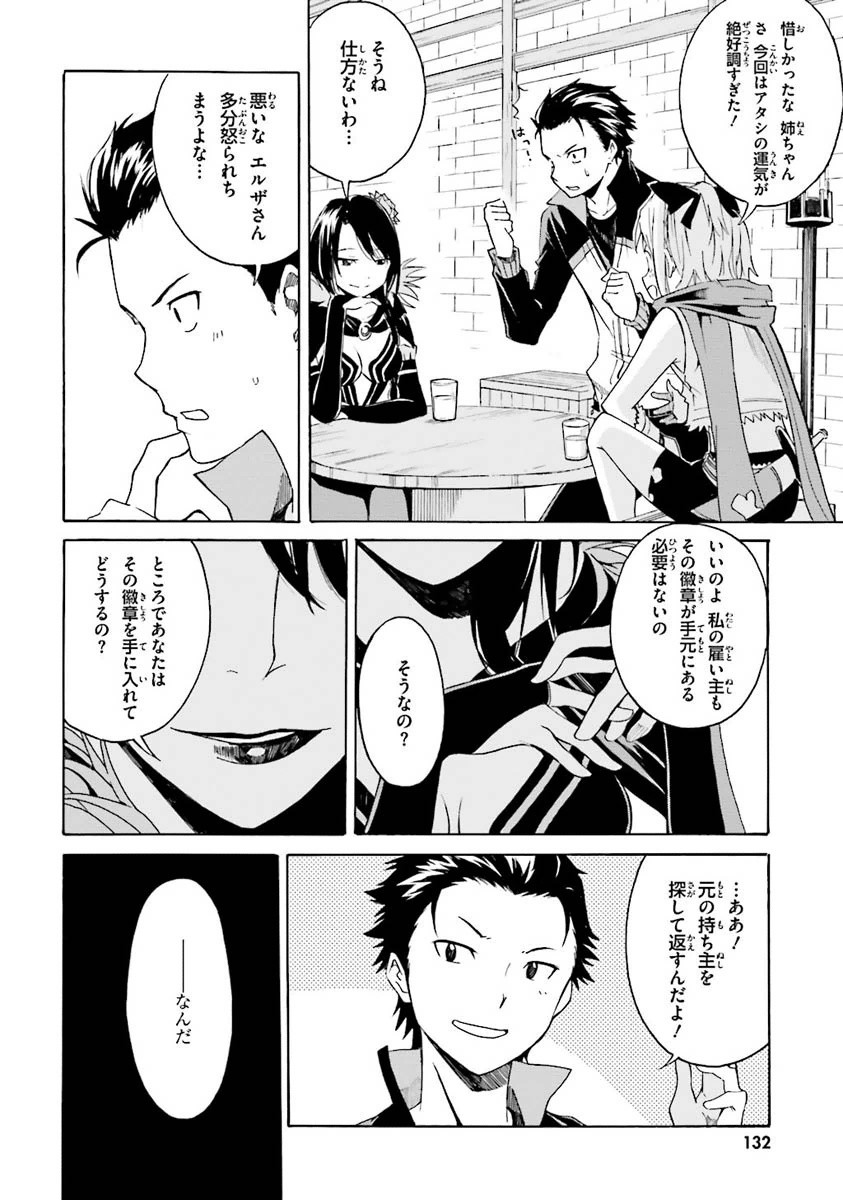 惜しかったな 姉ちゃん
さ 今回はアタシの運気が
絶好調すぎた!
はっ…
そうね
仕方ないわ…
悪いな エルザさん
多分怒られち
まうよな…
いいのよ 私の雇い主も
その徽章が手元にある
必要はないの
そうなの?
ところであなたは
その徽章を手に入れて
どうするの?
…ああ!
元の持ち主を
探して返すんだよ!
――なんだ
132